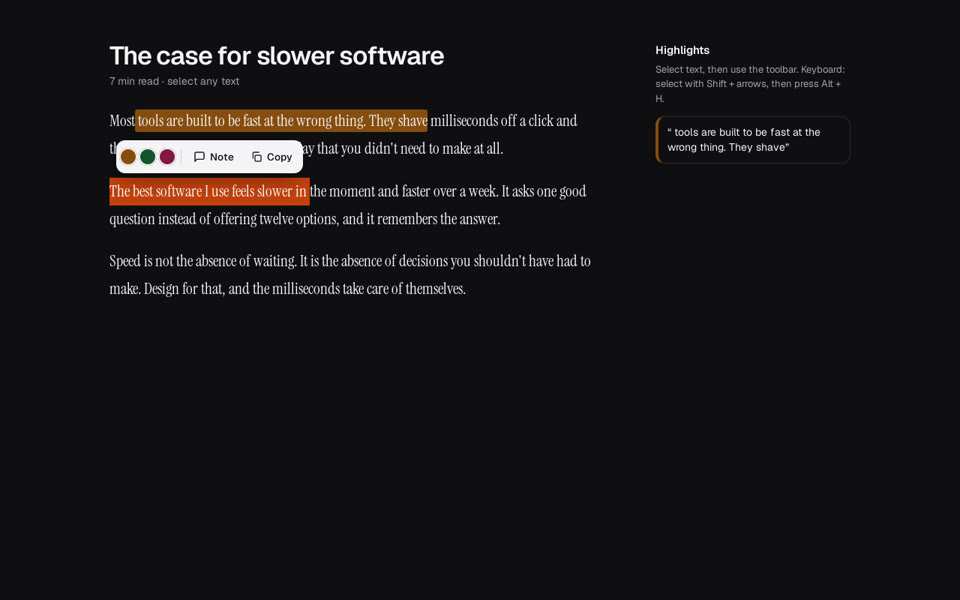 The case for slower software
7 min read · select any text
Most tools are built to be fast at the wrong thing. They shave milliseconds off a click and
that you didn't need to make at all.
Note
Copy
The best software I use feels slower in the moment and faster over a week. It asks one good
question instead of offering twelve options, and it remembers the answer.
Speed is not the absence of waiting. It is the absence of decisions you shouldn't have had to
make. Design for that, and the milliseconds take care of themselves.
Highlights
Select text, then use the toolbar. Keyboard:
select with Shift + arrows, then press Alt +
H.
“ tools are built to be fast at the
wrong thing. They shave”